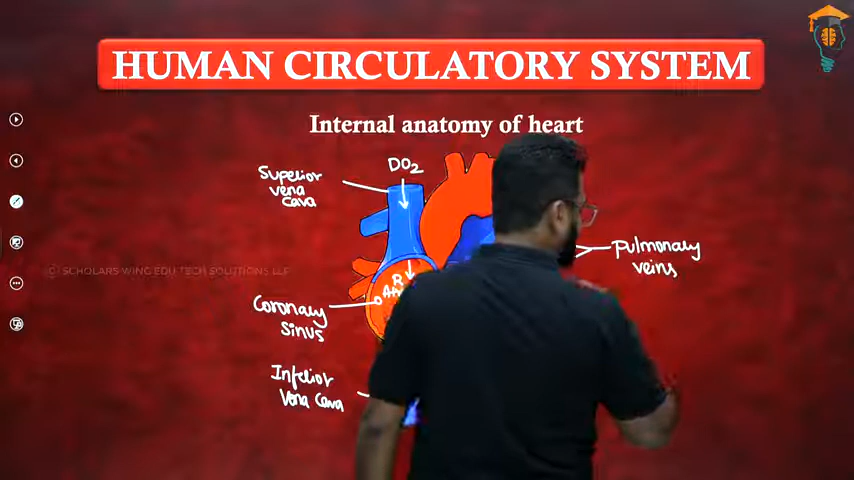 HUMAN CIRCULATORY SYSTEM
Internal anatomy of heart
DO2
Superior
vena
cava
Pulmonary
veins
© SCHOLARS WING EDU TECH SOLUTIONS LLP
R
Coronary
Sinus
Inferior
Vena Cava